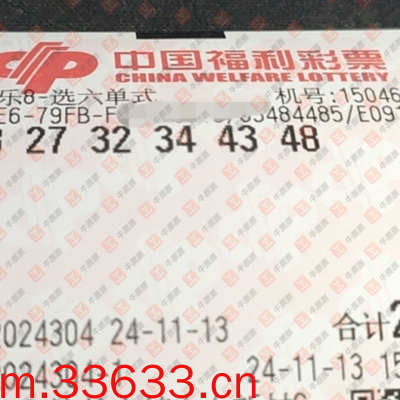 中国福利彩票
CHINA WELFARE LOTTERY
乐8-选六单式 机号:15046
E6-79FB-F 03484485/E09
27 32 34 43 48
2024304 24-11-13 合计
24-11-13 15
m.33633.cn